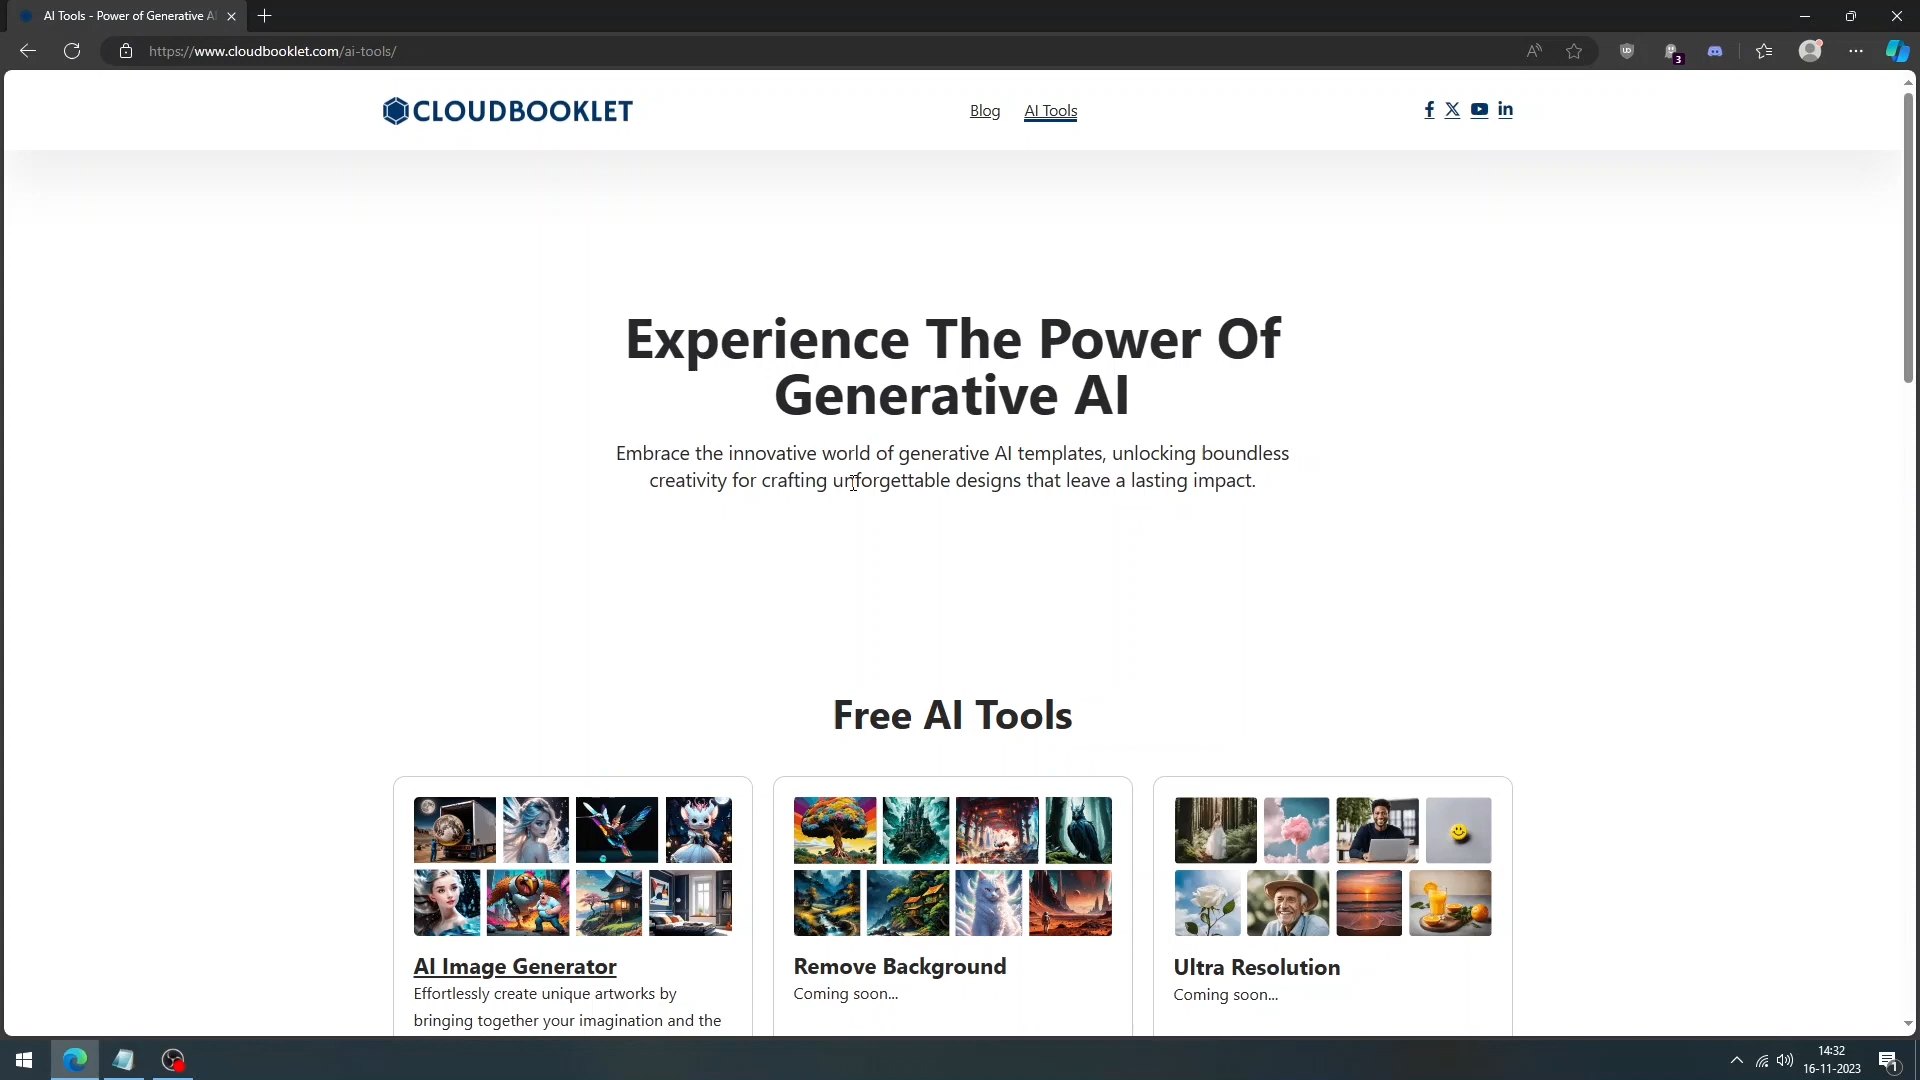 AI Tools - Power of Generative AI
https://www.cloudbooklet.com/ai-tools/
3
CLOUDBOOKLET
Blog
AI Tools
Experience The Power Of
Generative AI
Embrace the innovative world of generative AI templates, unlocking boundless
creativity for crafting unforgettable designs that leave a lasting impact.
Free AI Tools
AI Image Generator
Effortlessly create unique artworks by
bringing together your imagination and the
Remove Background
Coming soon...
Ultra Resolution
Coming soon...
14:32
16-11-2023
1